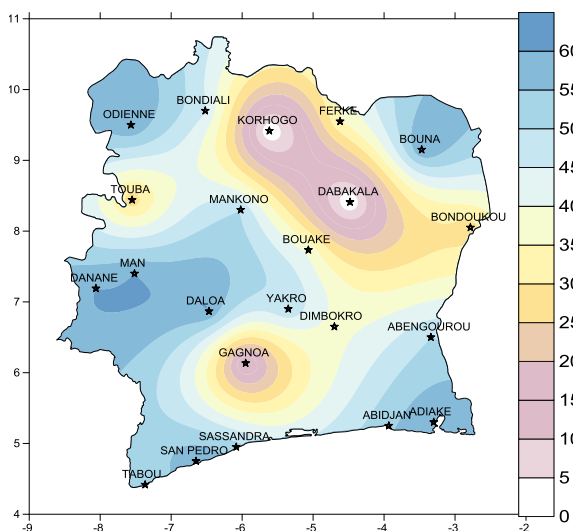 11
10
9
8
7
6
5
4
-9
-8
-7
-6
-5
-4
-3
-2
ODIENNE
BONDIALI
KORHOGO
FERKE
BOUNA
TOUBA
MANKONO
DABAKALA
BONDOUKOU
BOUAKE
MAN
DANANE
DALOA
YAKRO
DIMBOKRO
ABENGOUROU
GAGNOA
ABIDJAN
ADIAKE
SASSANDRA
SAN PEDRO
TABOU
60
55
50
45
40
35
30
25
20
15
10
5
0